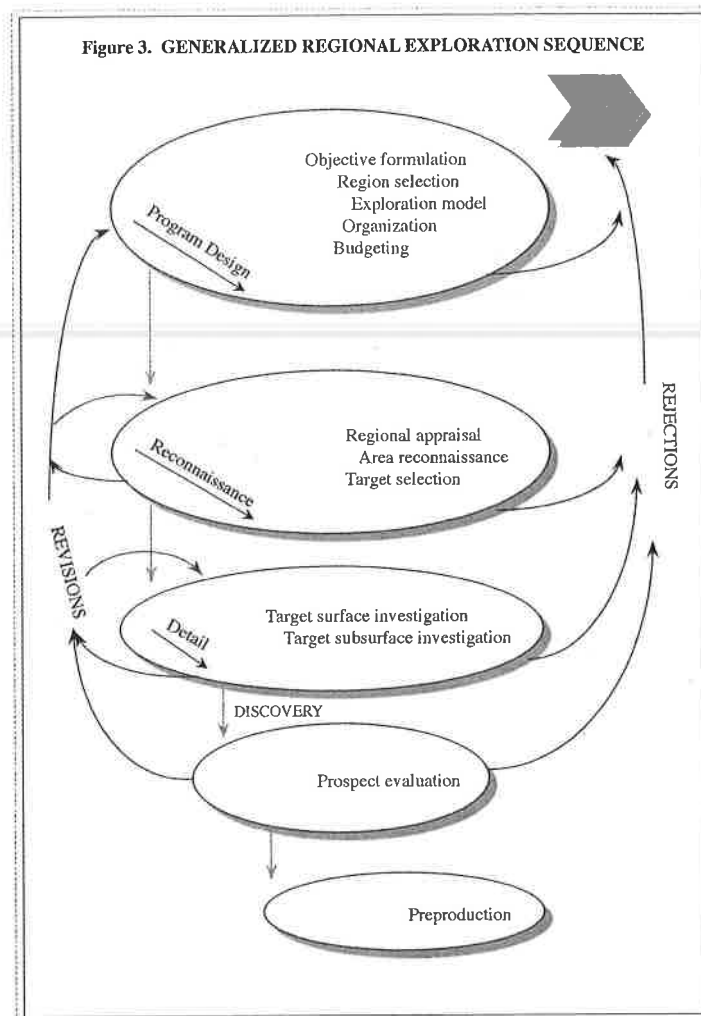 Figure 3. GENERALIZED REGIONAL EXPLORATION SEQUENCE
Objective formulation
Region selection
Exploration model
Organization
Budgeting
Program Design
Regional appraisal
Area reconnaissance
Target selection
Reconnaissance
REJECTIONS
REVISIONS
Target surface investigation
Target subsurface investigation
Detail
DISCOVERY
Prospect evaluation
Preproduction